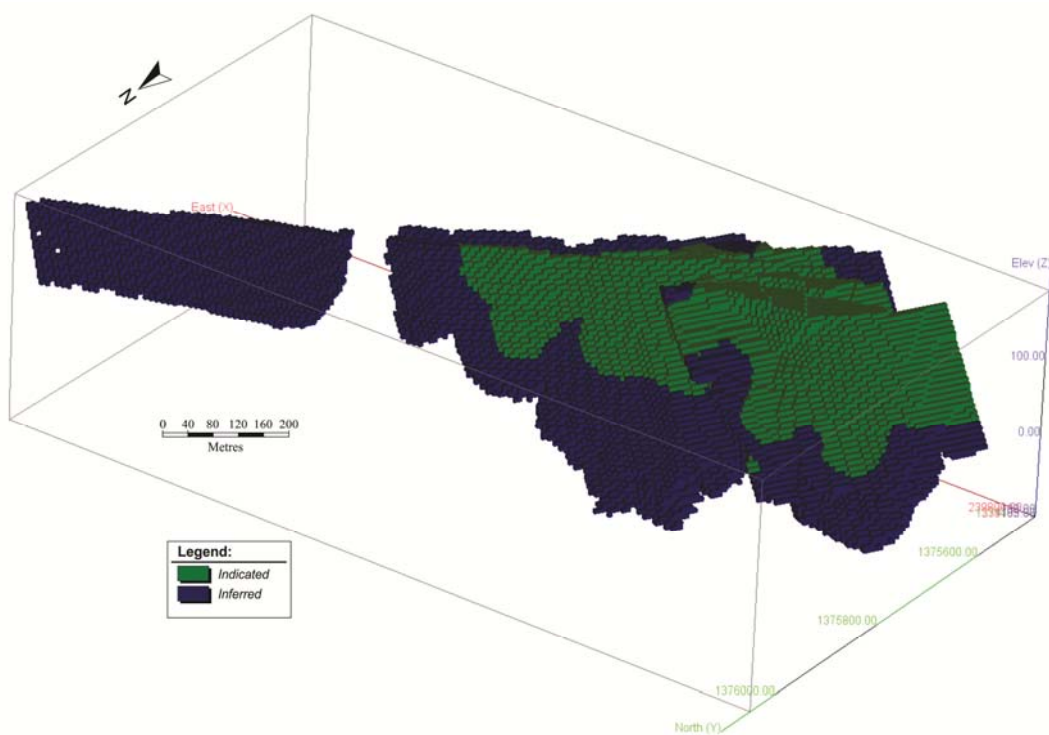 N
East (X)
Elev (Z)
100.00
0.00
0 40 80 120 160 200
Metres
1375600.00
Legend:
Indicated
Inferred
1375800.00
1376000.00
North (Y)